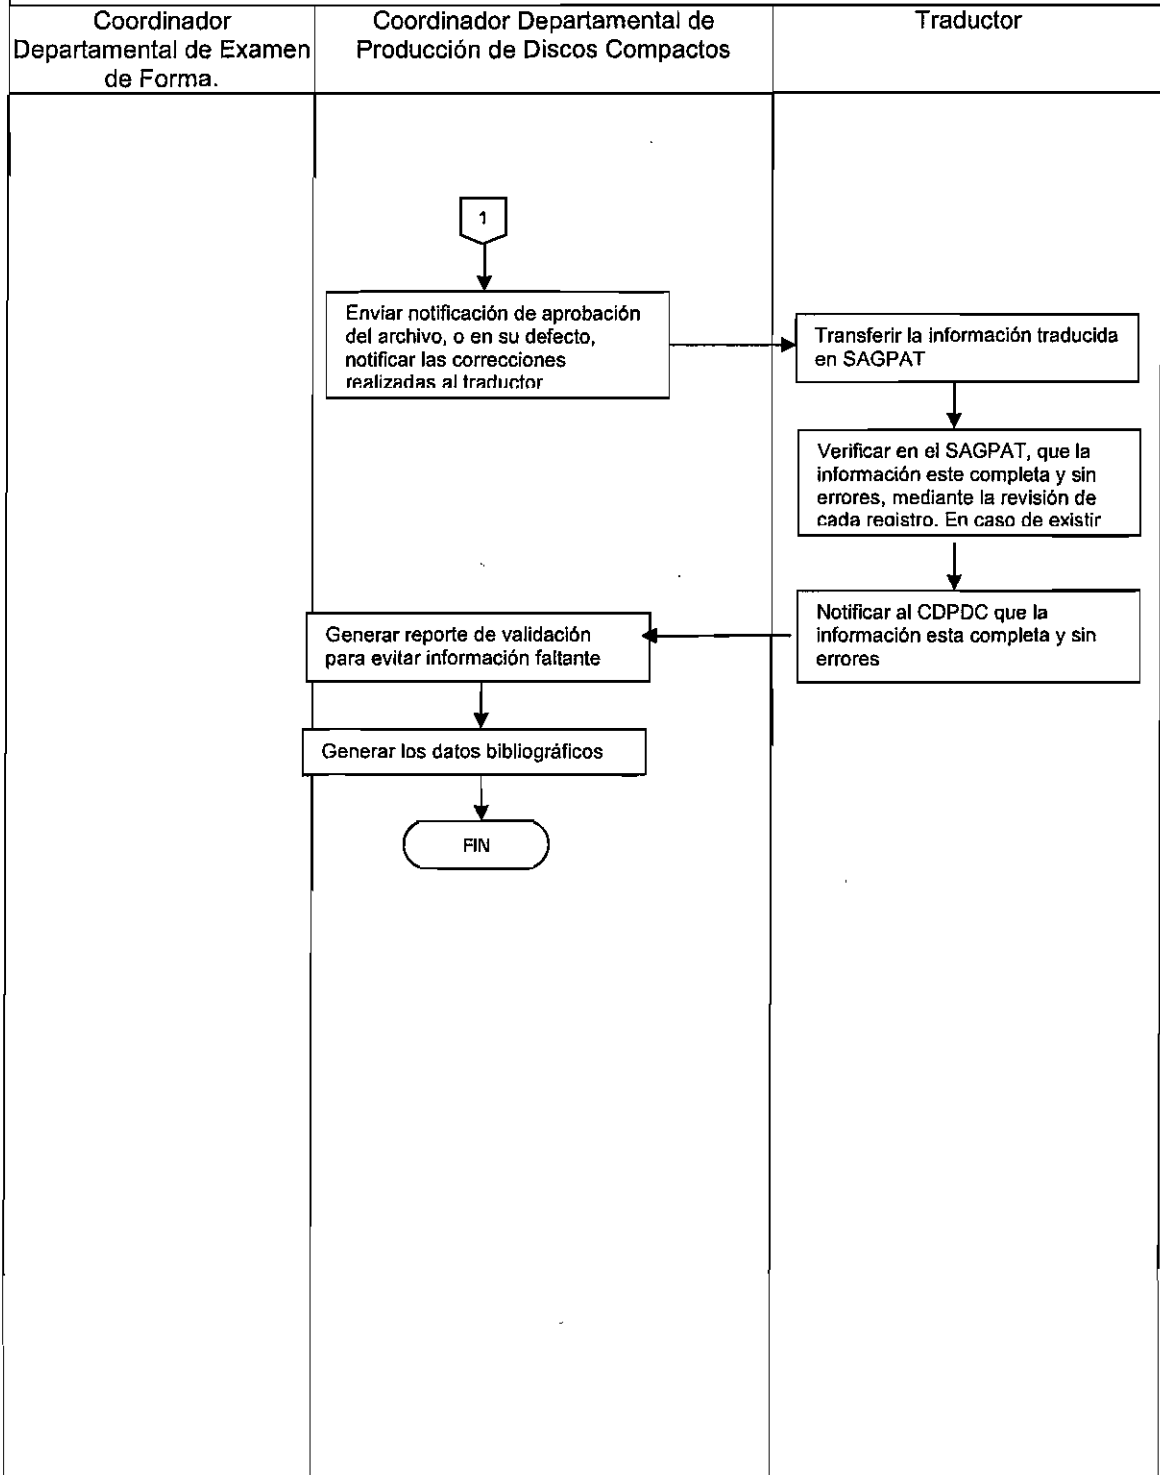 Coordinador
Departamental de Examen
de Forma.
Coordinador Departamental de
Producción de Discos Compactos
Traductor
1
Enviar notificación de aprobación
del archivo, o en su defecto,
notificar las correcciones
realizadas al traductor
Transferir la información traducida
en SAGPAT
Verificar en el SAGPAT, que la
información este completa y sin
errores, mediante la revisión de
cada registro. En caso de existir
Notificar al CDPDC que la
información esta completa y sin
errores
Generar reporte de validación
para evitar información faltante
Generar los datos bibliográficos
FIN